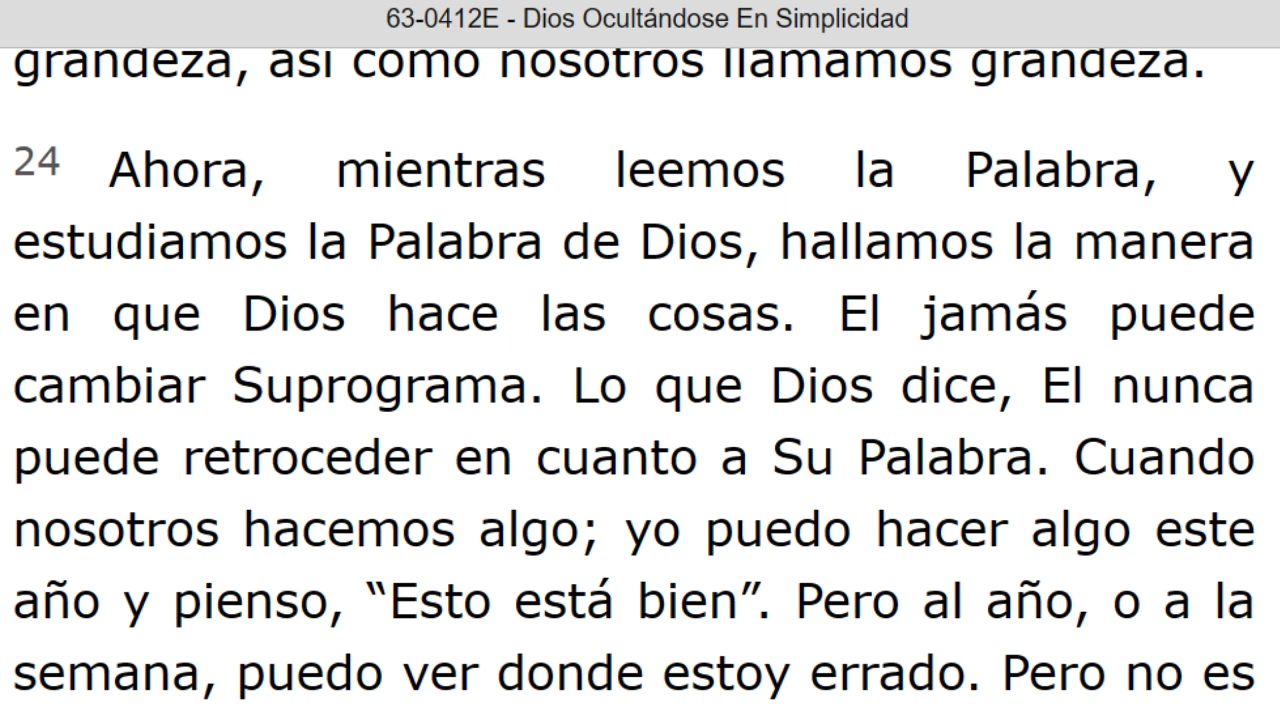 63-0412E - Dios Ocultándose En Simplicidad
grandeza, así como nosotros llamamos grandeza.
24 Ahora, mientras leemos la Palabra, y
estudiamos la Palabra de Dios, hallamos la manera
en que Dios hace las cosas. El jamás puede
cambiar Suprograma. Lo que Dios dice, El nunca
puede retroceder en cuanto a Su Palabra. Cuando
nosotros hacemos algo; yo puedo hacer algo este
año y pienso, “Esto está bien”. Pero al año, o a la
semana, puedo ver donde estoy errado. Pero no es